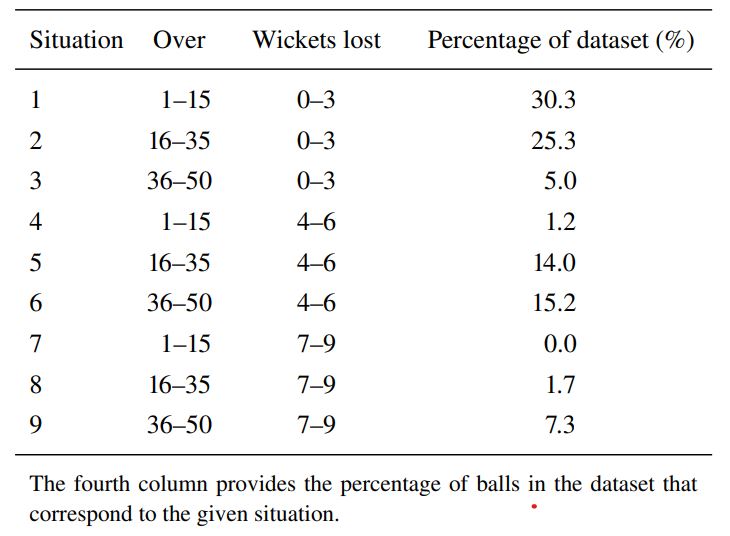 Situation Over Wickets lost Percentage of dataset (%)
1 1–15 0–3 30.3
2 16–35 0–3 25.3
3 36–50 0–3 5.0
4 1–15 4–6 1.2
5 16–35 4–6 14.0
6 36–50 4–6 15.2
7 1–15 7–9 0.0
8 16–35 7–9 1.7
9 36–50 7–9 7.3
The fourth column provides the percentage of balls in the dataset that
correspond to the given situation.